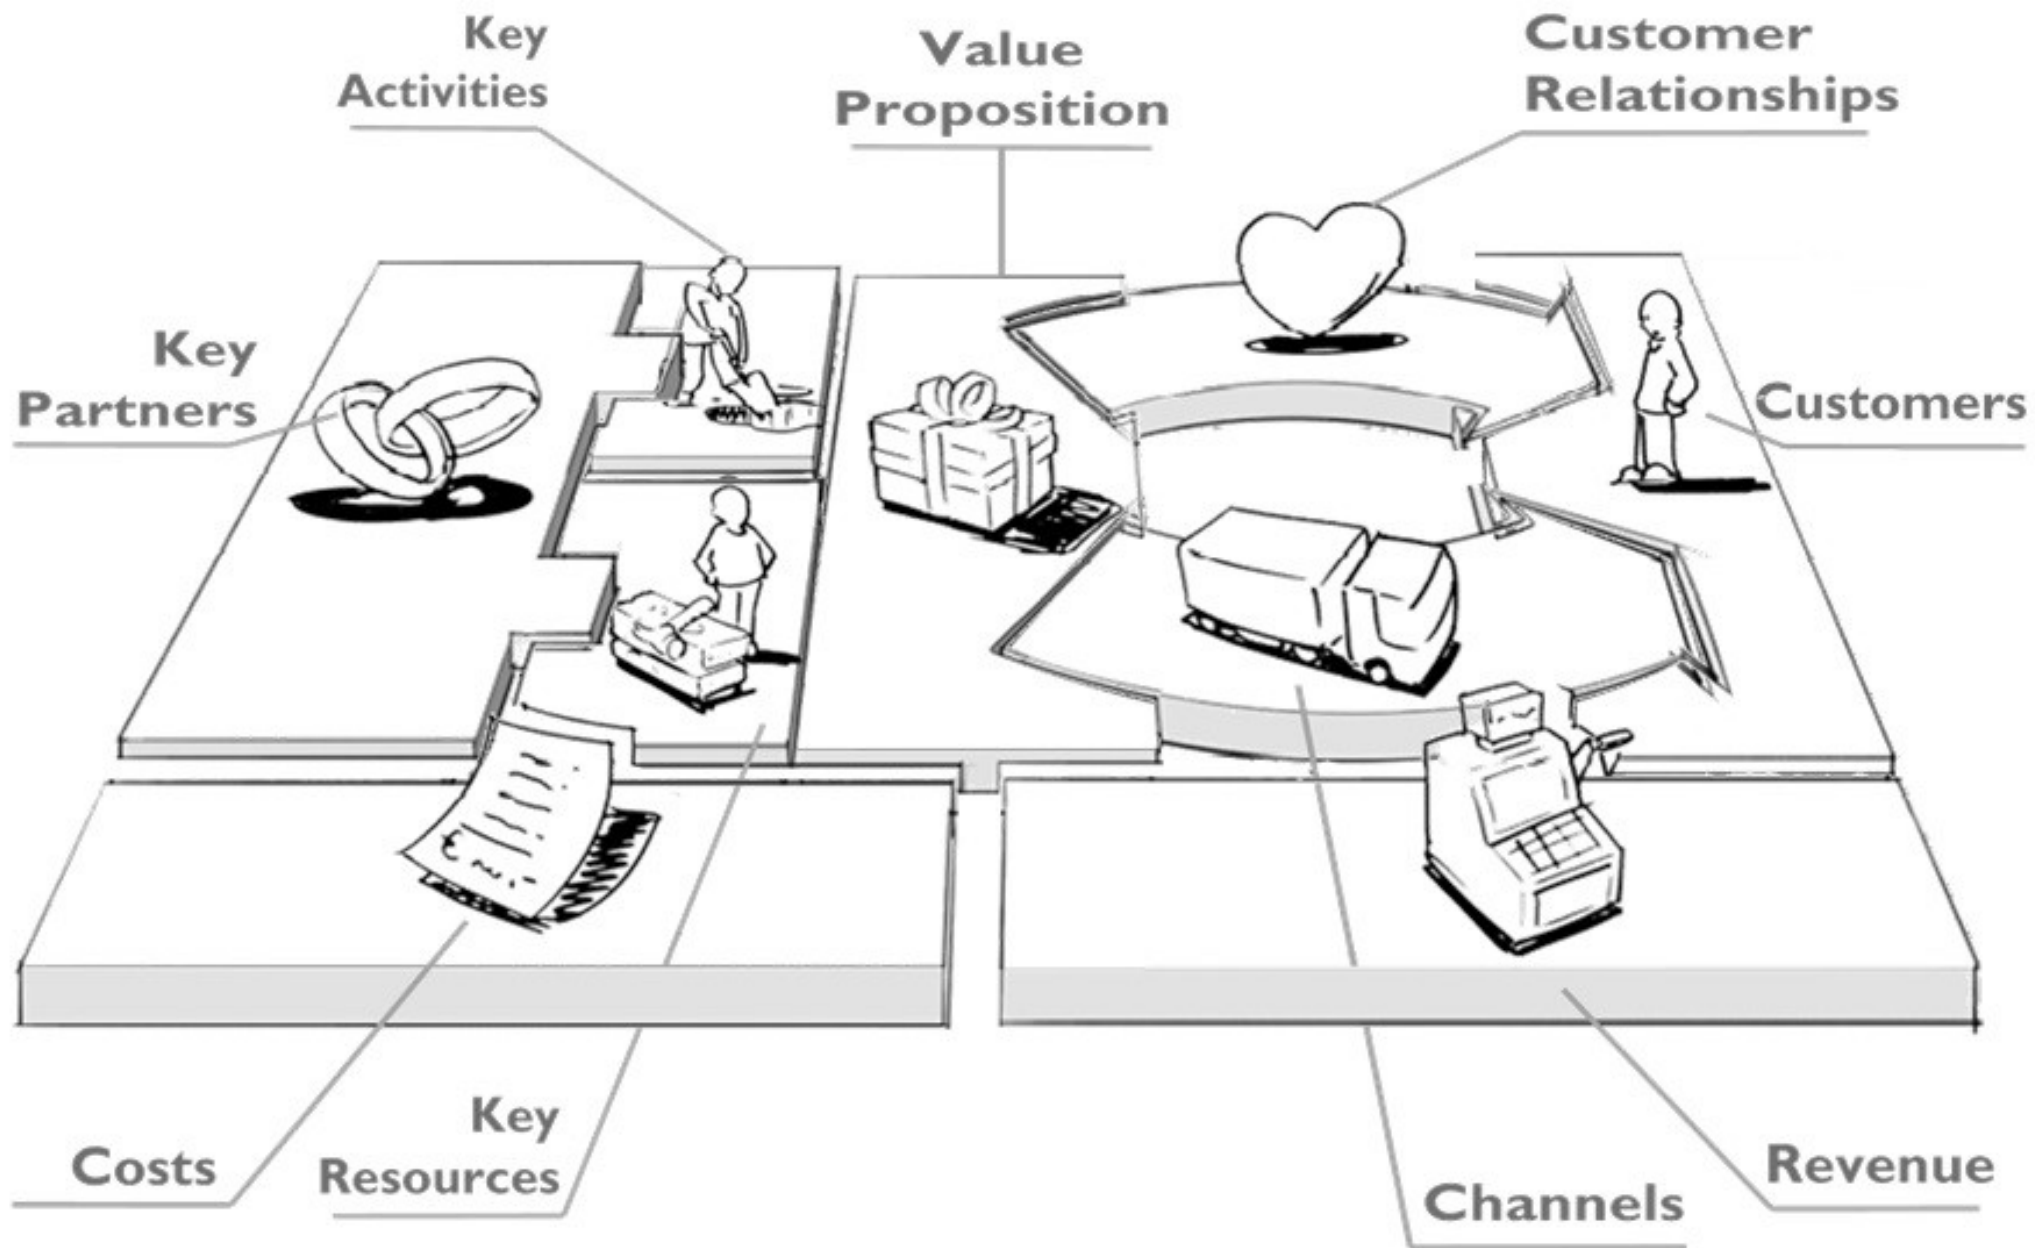 Key
Activities
Value
Proposition
Customer
Relationships
Key
Partners
Customers
€
Costs
Key
Resources
Channels
Revenue